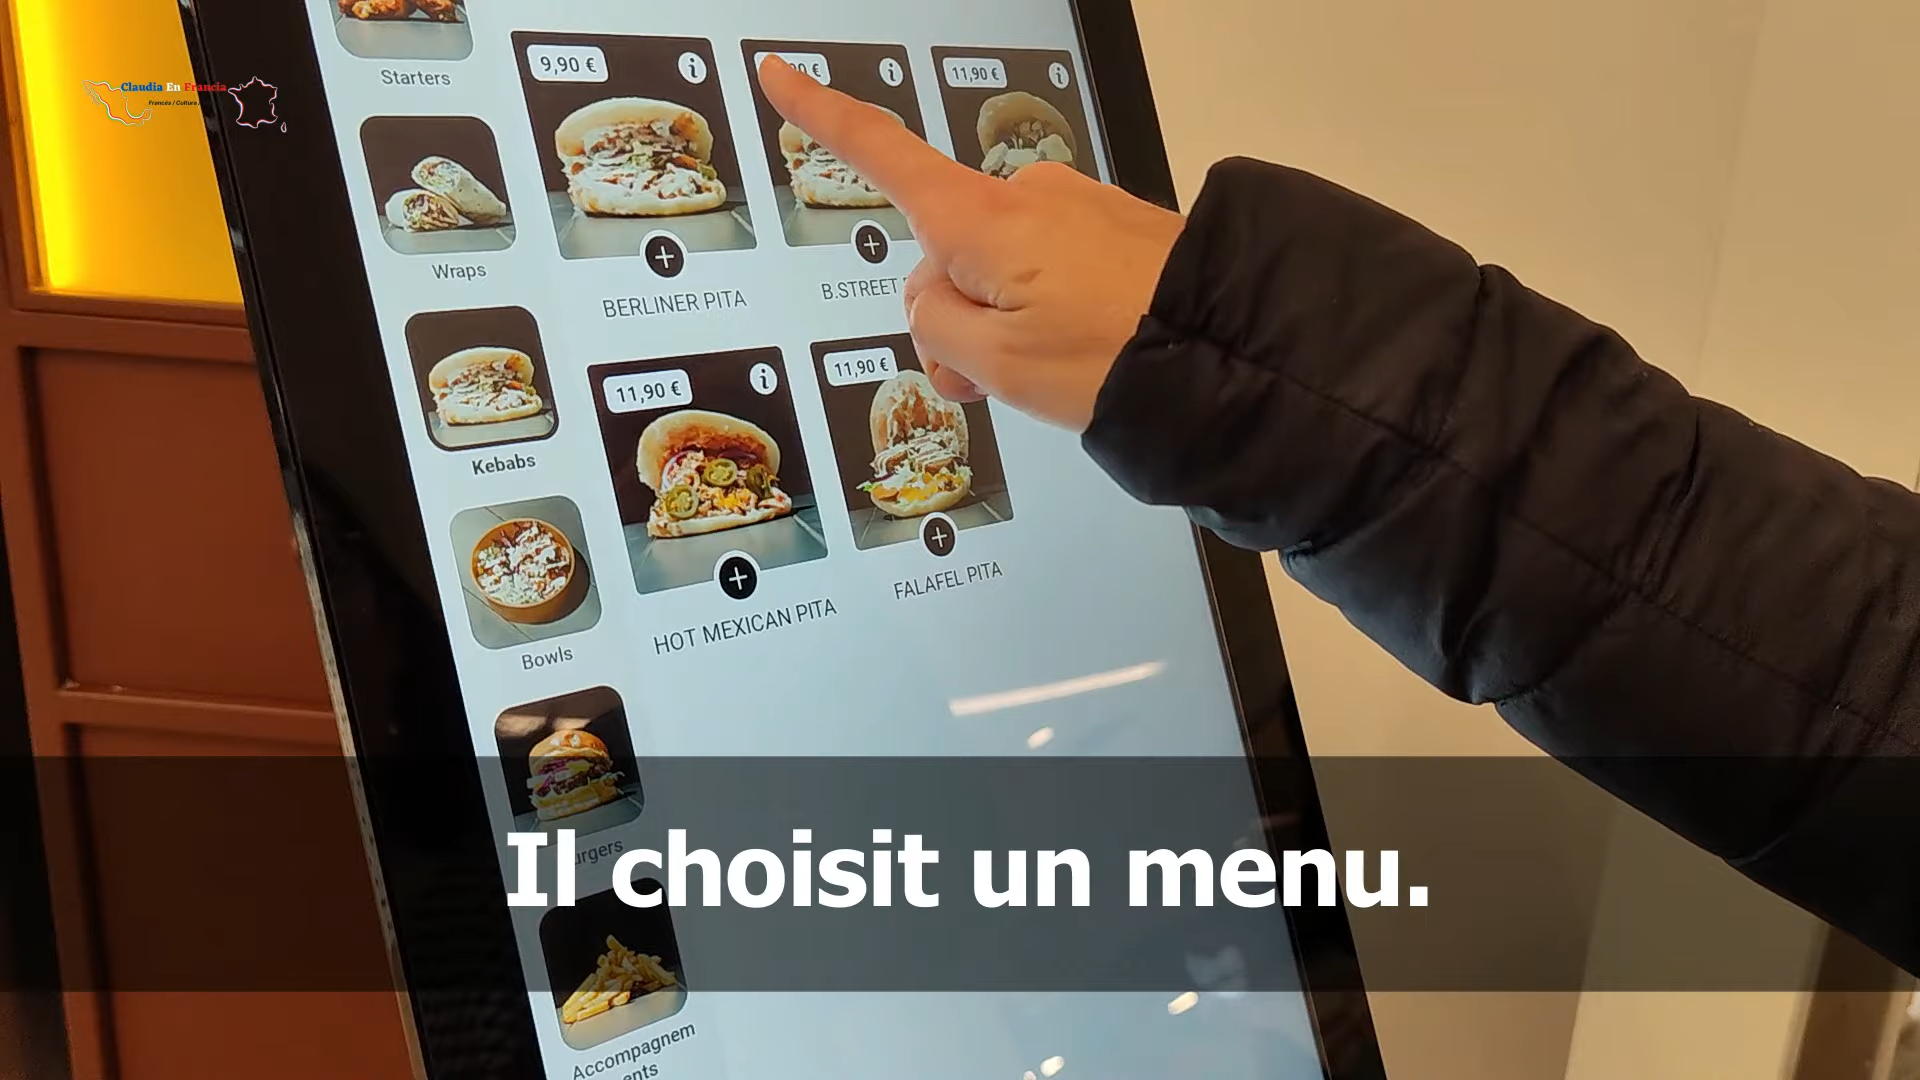 Claudia En Francia
Starters
9,90 €
11,90 €
Wraps
BERLINER PITA
B.STREET
11,90 €
11,90 €
Kebabs
FALAFEL PITA
HOT MEXICAN PITA
Bowls
Il choisit un menu.
Accompagnem
ents